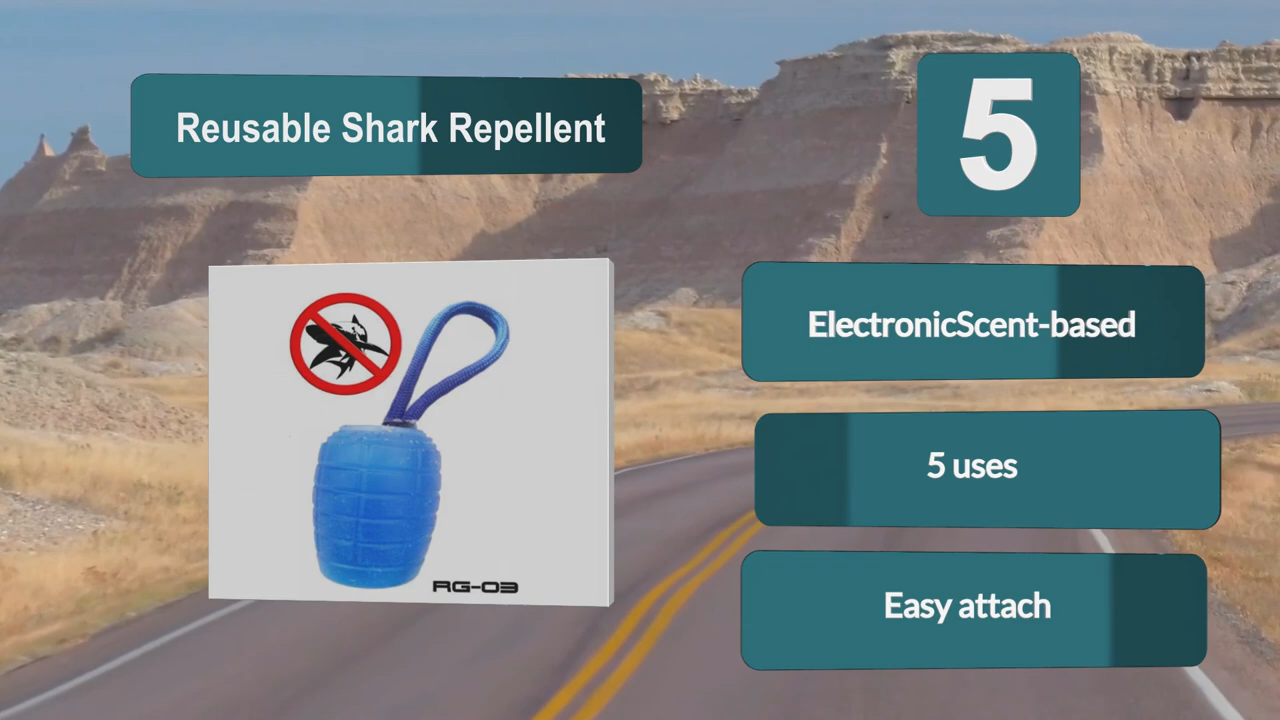 Reusable Shark Repellent
5
ElectronicScent-based
5 uses
Easy attach
RG-03